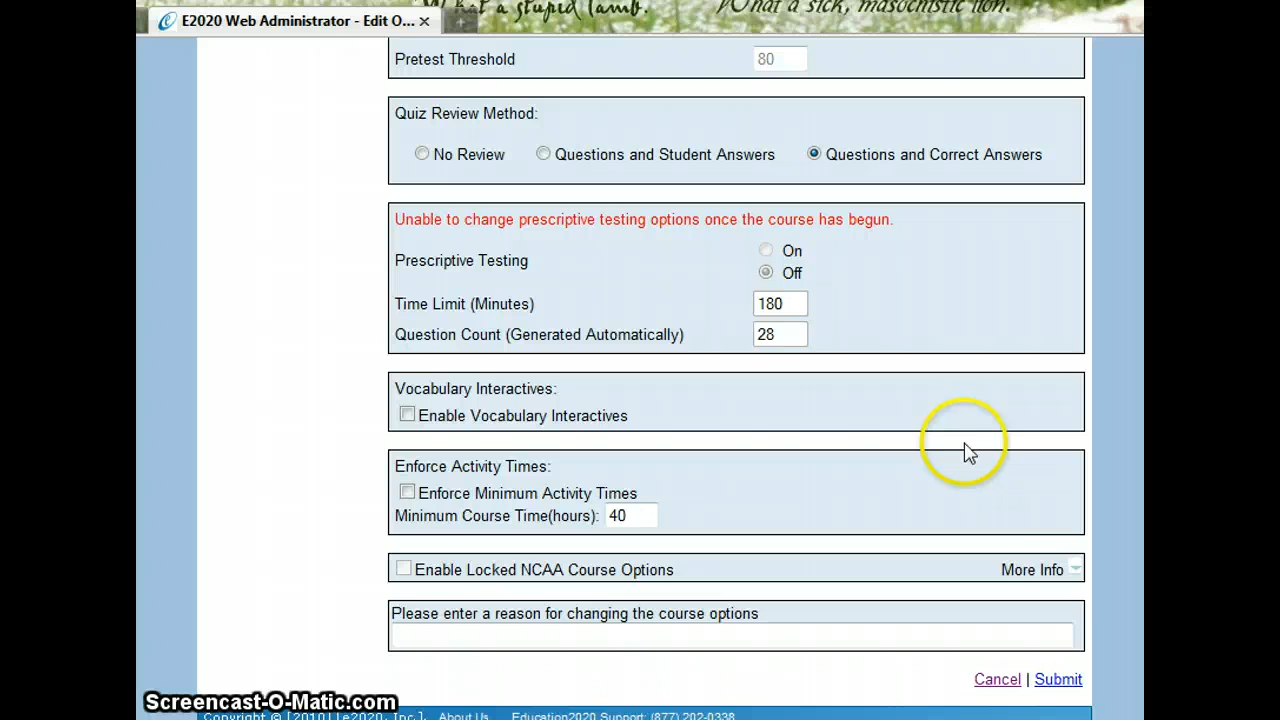 What a stupid lamb.
What a sick, masochistic lion.
E2020 Web Administrator - Edit O...
Pretest Threshold 80
Quiz Review Method:
No Review Questions and Student Answers Questions and Correct Answers
Unable to change prescriptive testing options once the course has begun.
On
Prescriptive Testing
Off
Time Limit (Minutes) 180
Question Count (Generated Automatically) 28
Vocabulary Interactives:
Enable Vocabulary Interactives
Enforce Activity Times:
Enforce Minimum Activity Times
Minimum Course Time(hours): 40
Enable Locked NCAA Course Options More Info
Please enter a reason for changing the course options
Cancel | Submit
Screencast-O-Matic.com
Copyright © [2010] [e2020, Inc.]. About Us Education2020 Support: (877) 202-0338